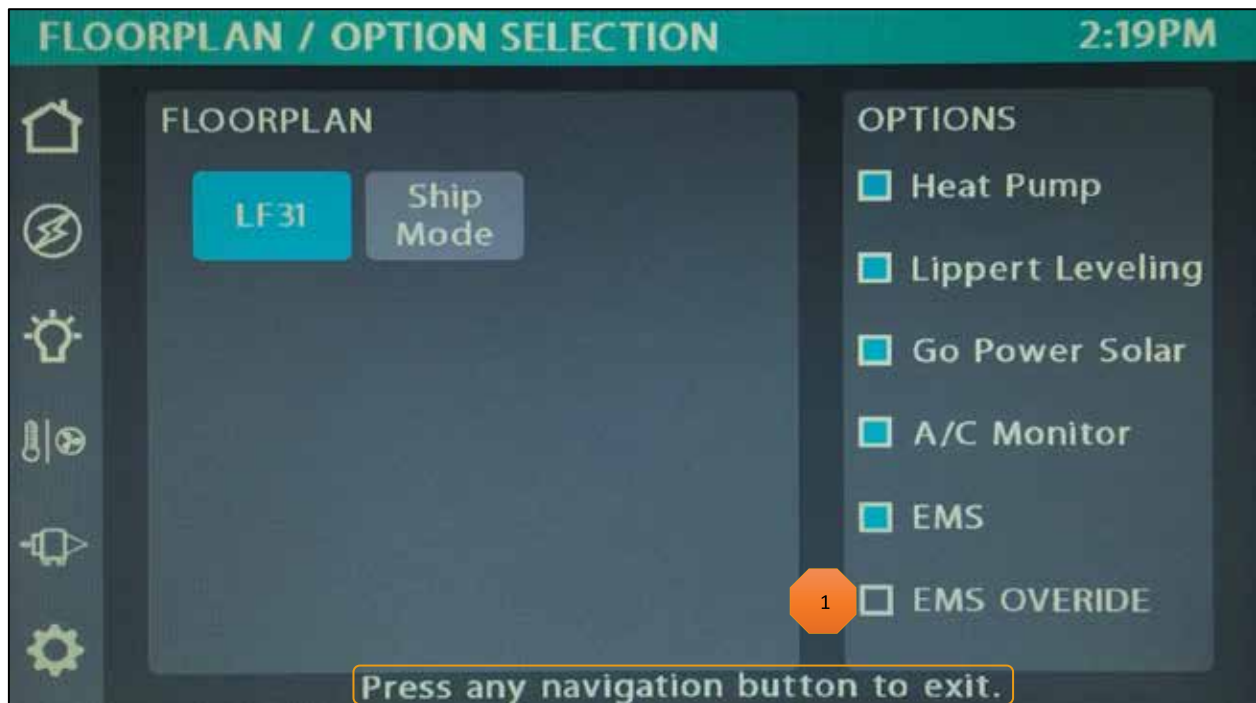 FLOORPLAN / OPTION SELECTION
2:19PM
FLOORPLAN
LF31
Ship
Mode
OPTIONS
Heat Pump
Lippert Leveling
Go Power Solar
A/C Monitor
EMS
1
EMS OVERIDE
Press any navigation button to exit.